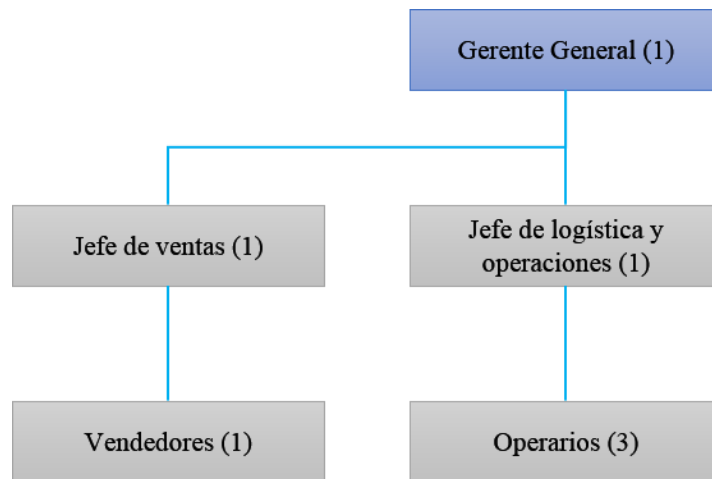 Gerente General (1)
Jefe de ventas (1)
Jefe de logística y
operaciones (1)
Vendedores (1)
Operarios (3)